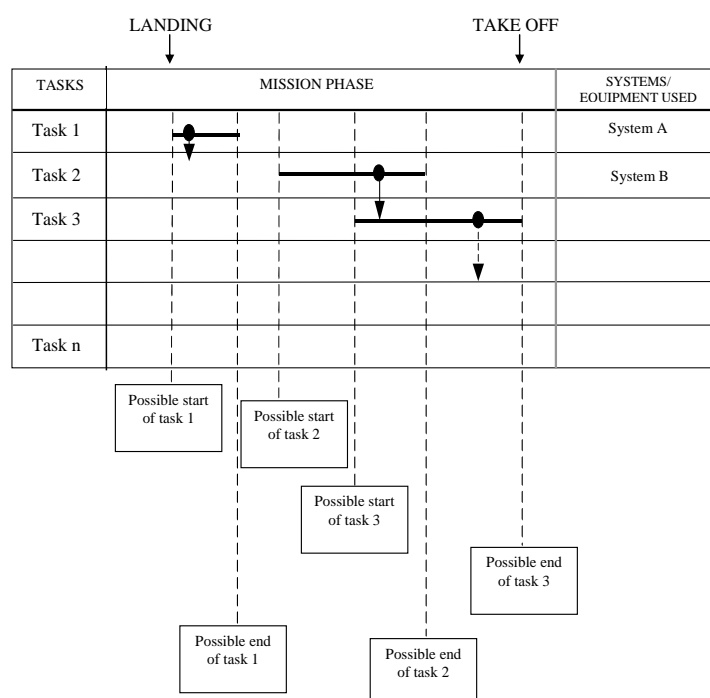 LANDING
TAKE OFF
TASKS
MISSION PHASE
SYSTEMS/
EOUIPMENT USED
Task 1
System A
Task 2
System B
Task 3
Task n
Possible start
of task 1
Possible start
of task 2
Possible start
of task 3
Possible end
of task 3
Possible end
of task 1
Possible end
of task 2